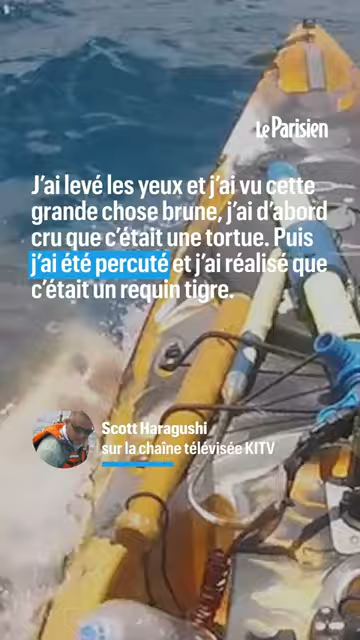 Le Parisien
J'ai levé les yeux et j'ai vu cette
grande chose brune, j'ai d'abord
cru que c'était une tortue. Puis
j'ai été percuté et j'ai réalisé que
c'était un requin tigre.
Scott Haragushi
sur la chaîne télévisée KITV